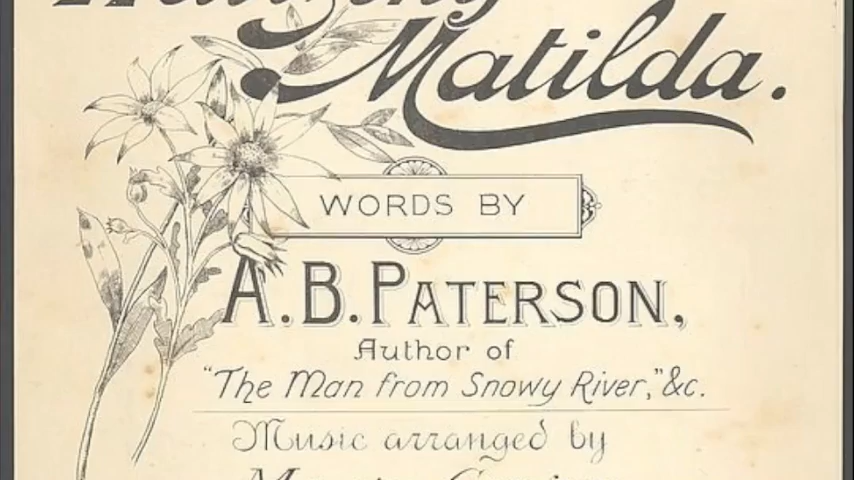 Matilda.
WORDS BY
A.B. PATERSON,
Author of
"The Man from Snowy River," &c.
Music arranged by